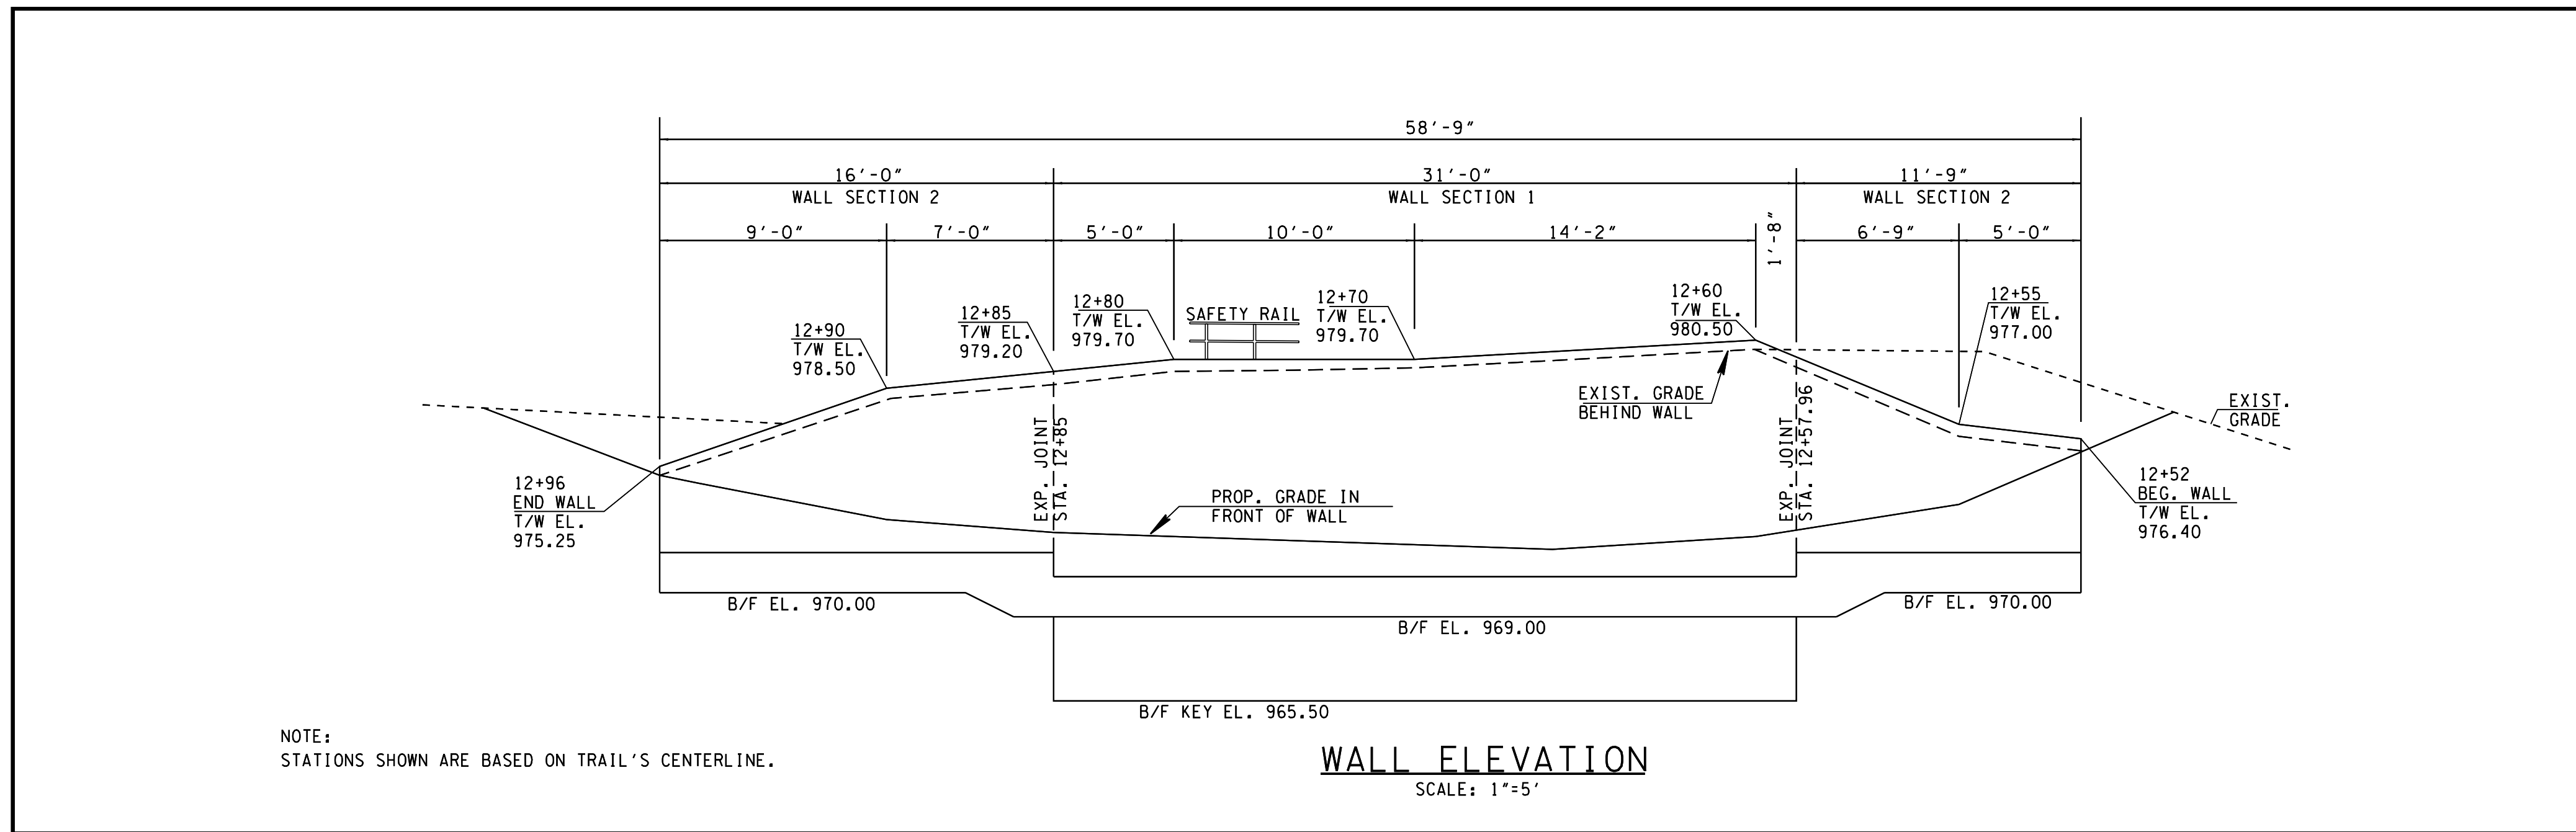 58'-9"
16'-0"
31'-0"
11'-9"
WALL SECTION 2
WALL SECTION 1
WALL SECTION 2
9'-0"
7'-0"
5'-0"
10'-0"
14'-2"
1'-8"
6'-9"
5'-0"
12+90
T/W EL.
978.50
12+85
T/W EL.
979.20
12+80
T/W EL.
979.70
SAFETY RAIL
12+70
T/W EL.
979.70
12+60
T/W EL.
980.50
12+55
T/W EL.
977.00
EXIST. GRADE
BEHIND WALL
EXIST.
GRADE
EXP. JOINT
STA. 12+85
EXP. JOINT
STA. 12+57.96
12+96
END WALL
T/W EL.
975.25
PROP. GRADE IN
FRONT OF WALL
12+52
BEG. WALL
T/W EL.
976.40
B/F EL. 970.00
B/F EL. 969.00
B/F EL. 970.00
B/F KEY EL. 965.50
NOTE:
STATIONS SHOWN ARE BASED ON TRAIL'S CENTERLINE.
WALL ELEVATION
SCALE: 1"=5'